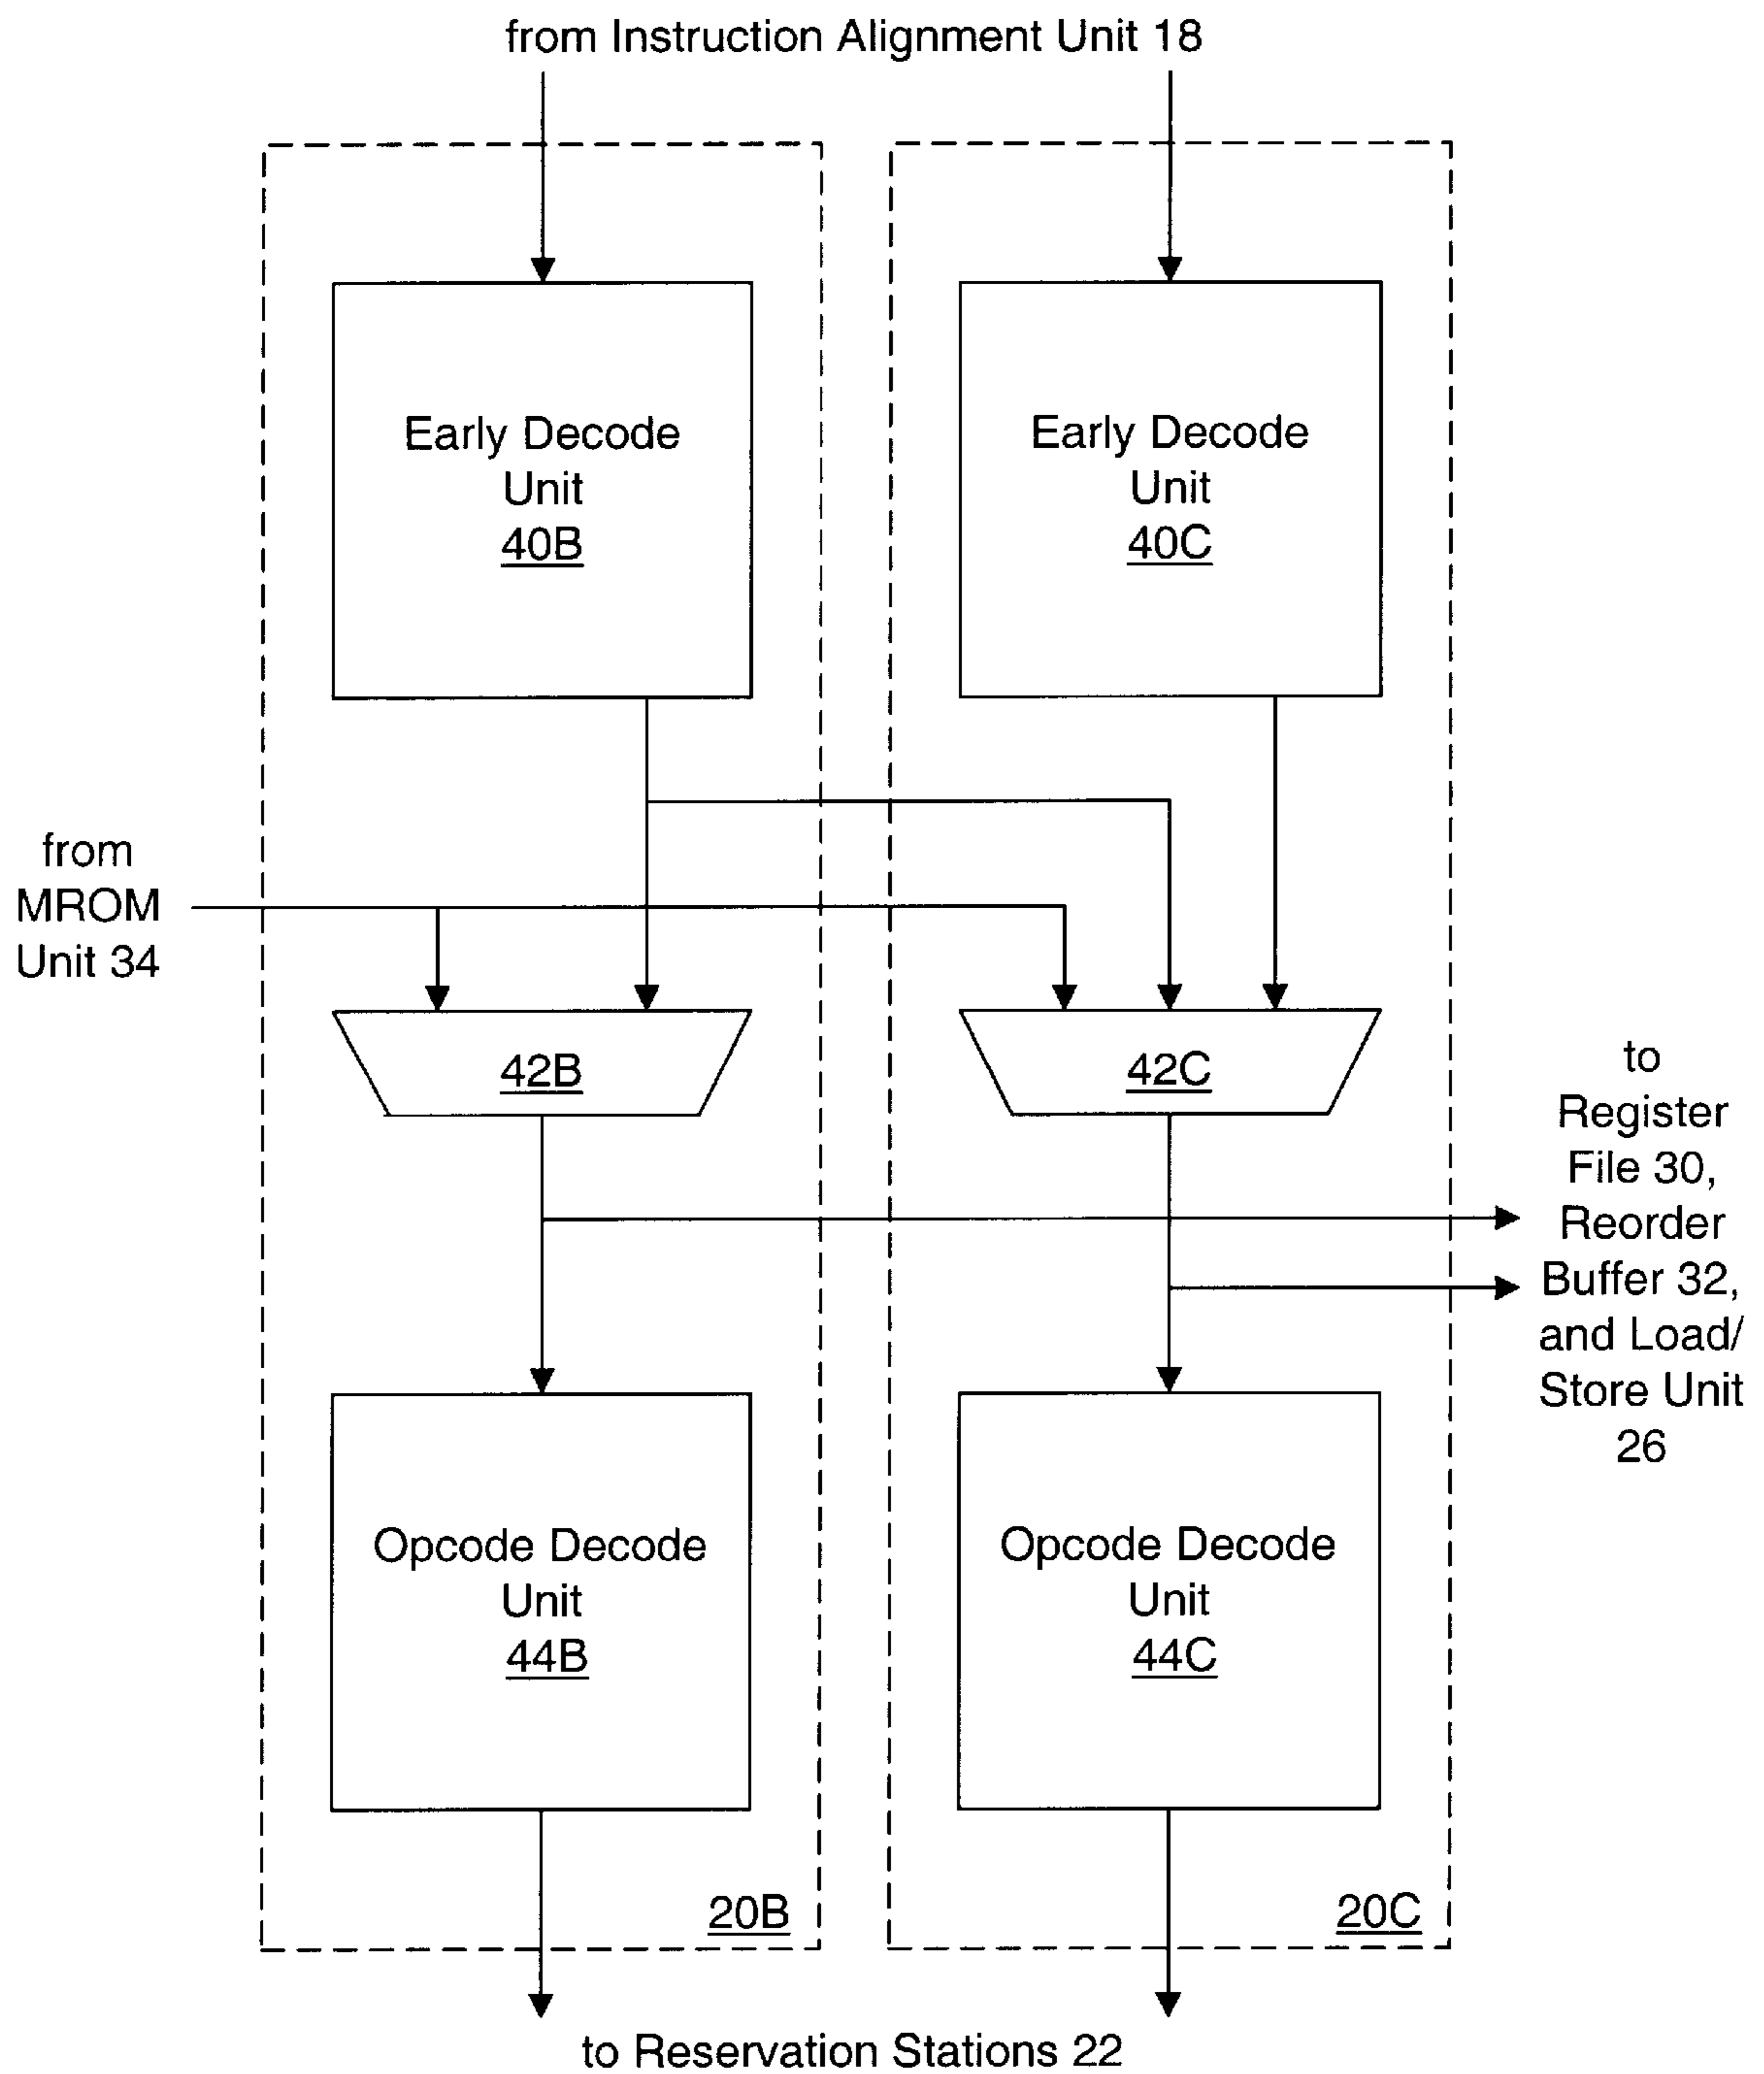 from Instruction Alignment Unit 18
Early Decode
Unit
40B
Early Decode
Unit
40C
from
MROM
Unit 34
42B
42C
to
Register
File 30,
Reorder
Buffer 32,
and Load/
Store Unit
26
Opcode Decode
Unit
44B
Opcode Decode
Unit
44C
20B
20C
to Reservation Stations 22